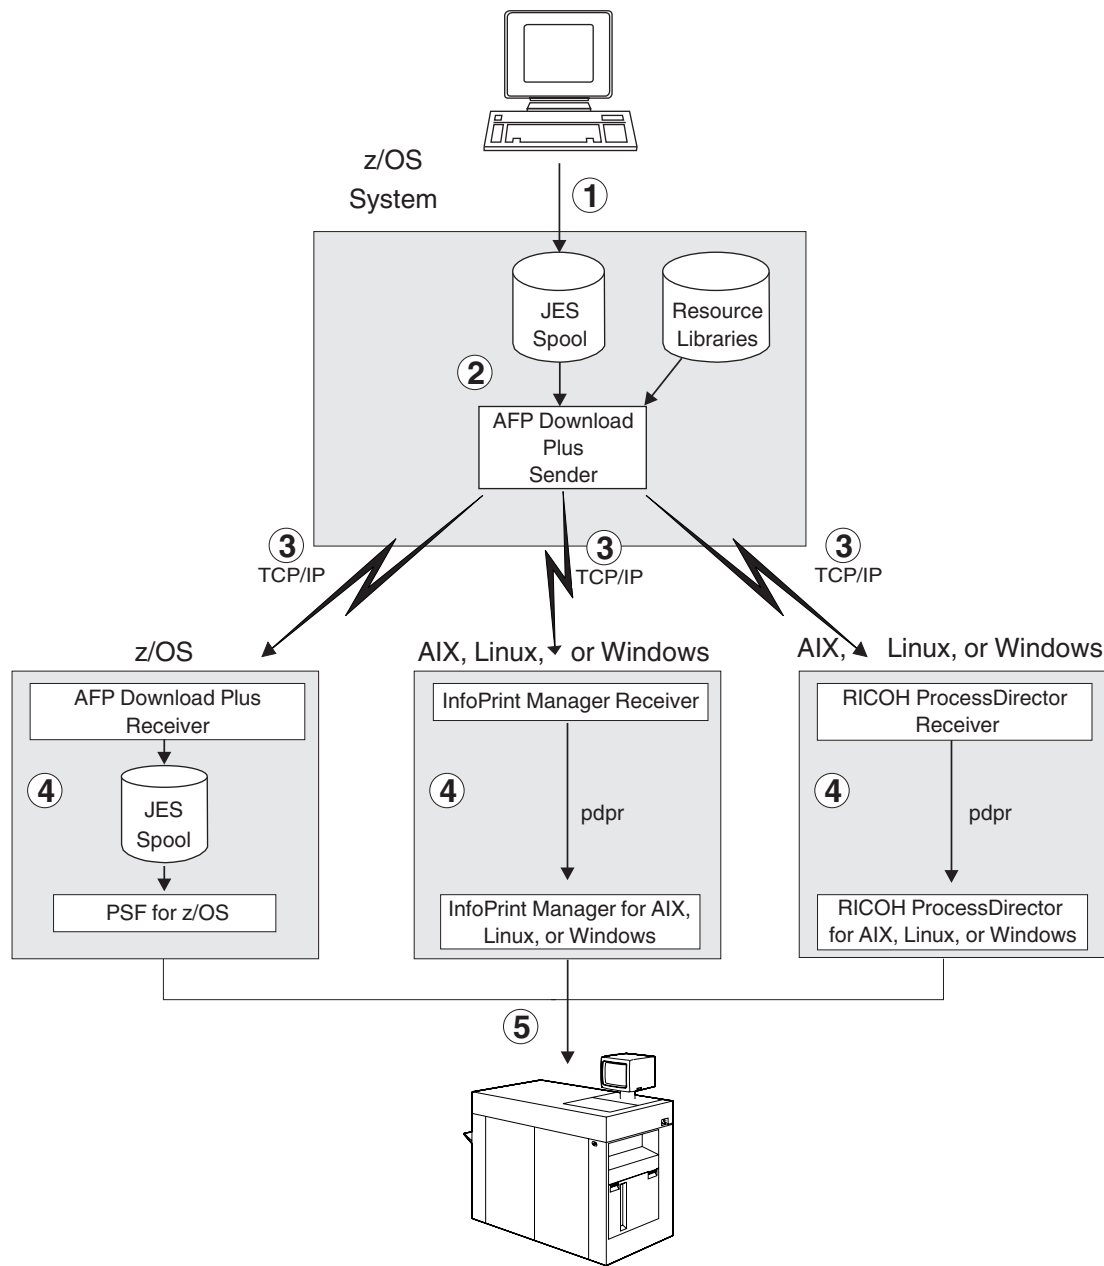 z/OS
System
1
JES
Spool
Resource
Libraries
2
AFP Download
Plus
Sender
3
TCP/IP
3
TCP/IP
3
TCP/IP
z/OS
AFP Download Plus
Receiver
4
JES
Spool
PSF for z/OS
AIX, Linux, or Windows
InfoPrint Manager Receiver
4
pdpr
InfoPrint Manager for AIX,
Linux, or Windows
AIX, Linux, or Windows
RICOH ProcessDirector
Receiver
4
pdpr
RICOH ProcessDirector
for AIX, Linux, or Windows
5